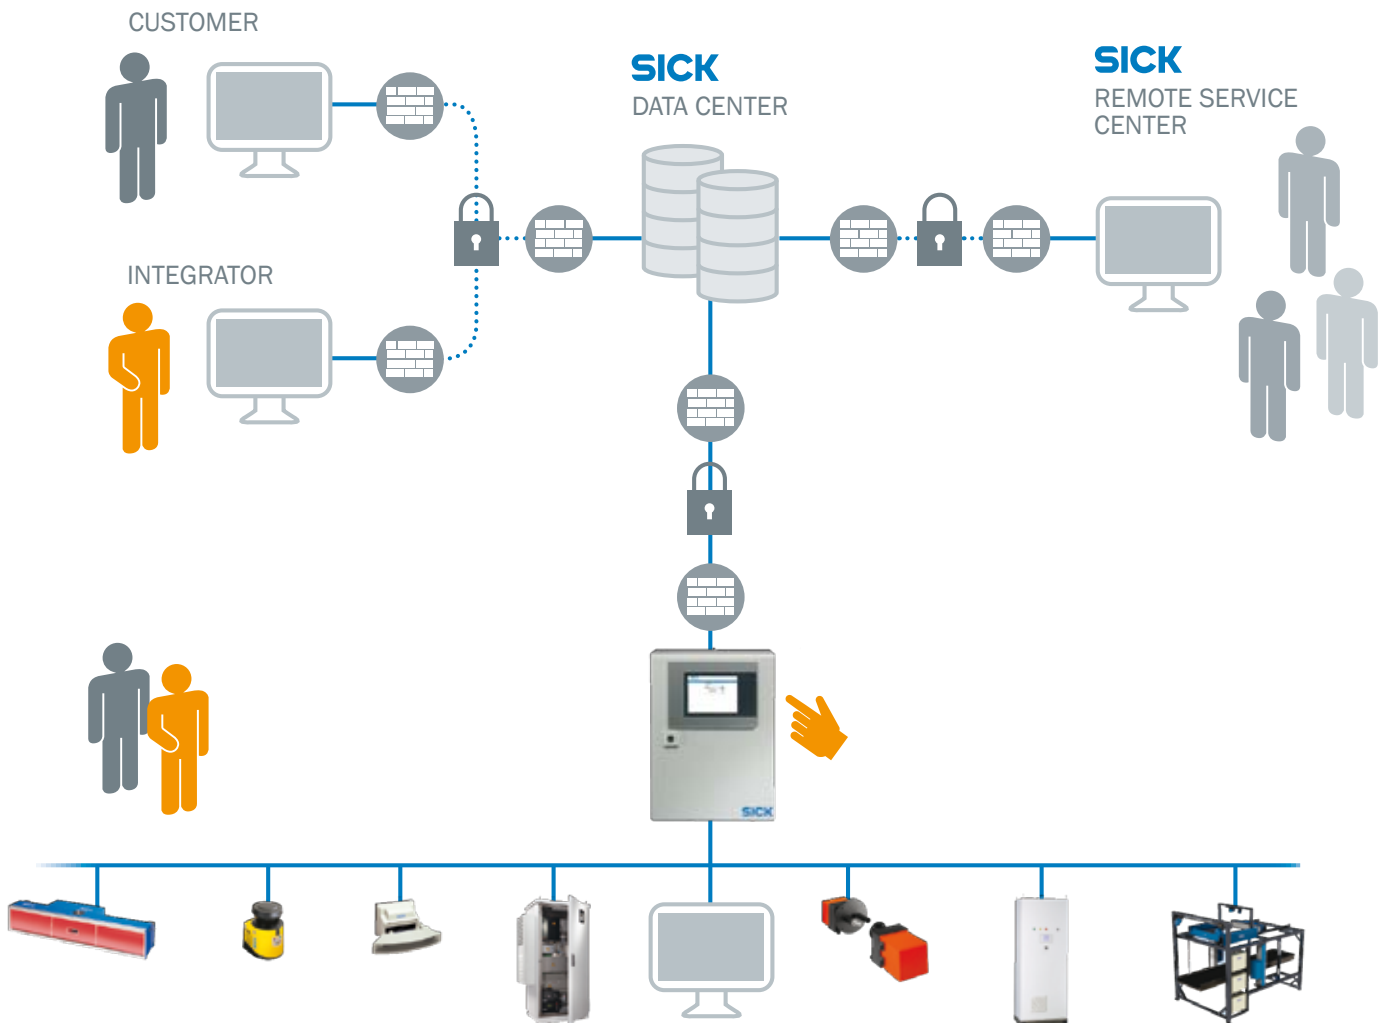 CUSTOMER
SICK
DATA CENTER
SICK
REMOTE SERVICE
CENTER
INTEGRATOR
SICK